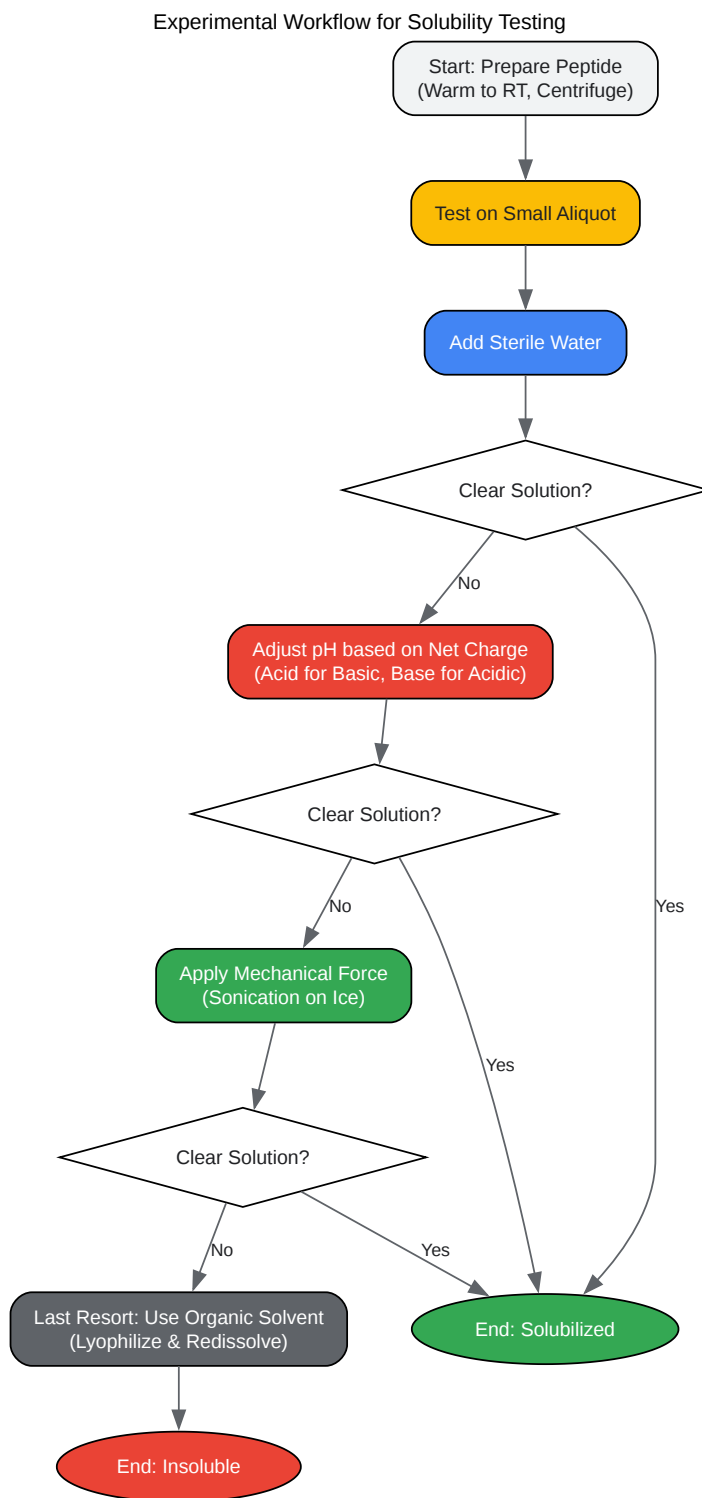 Experimental Workflow for Solubility Testing
Start: Prepare Peptide
(Warm to RT, Centrifuge)
Test on Small Aliquot
Add Sterile Water
Clear Solution?
No
Adjust pH based on Net Charge
(Acid for Basic, Base for Acidic)
Clear Solution?
No
Yes
Apply Mechanical Force
(Sonication on Ice)
Yes
Clear Solution?
No
Yes
Last Resort: Use Organic Solvent
(Lyophilize & Redissolve)
End: Solubilized
End: Insoluble